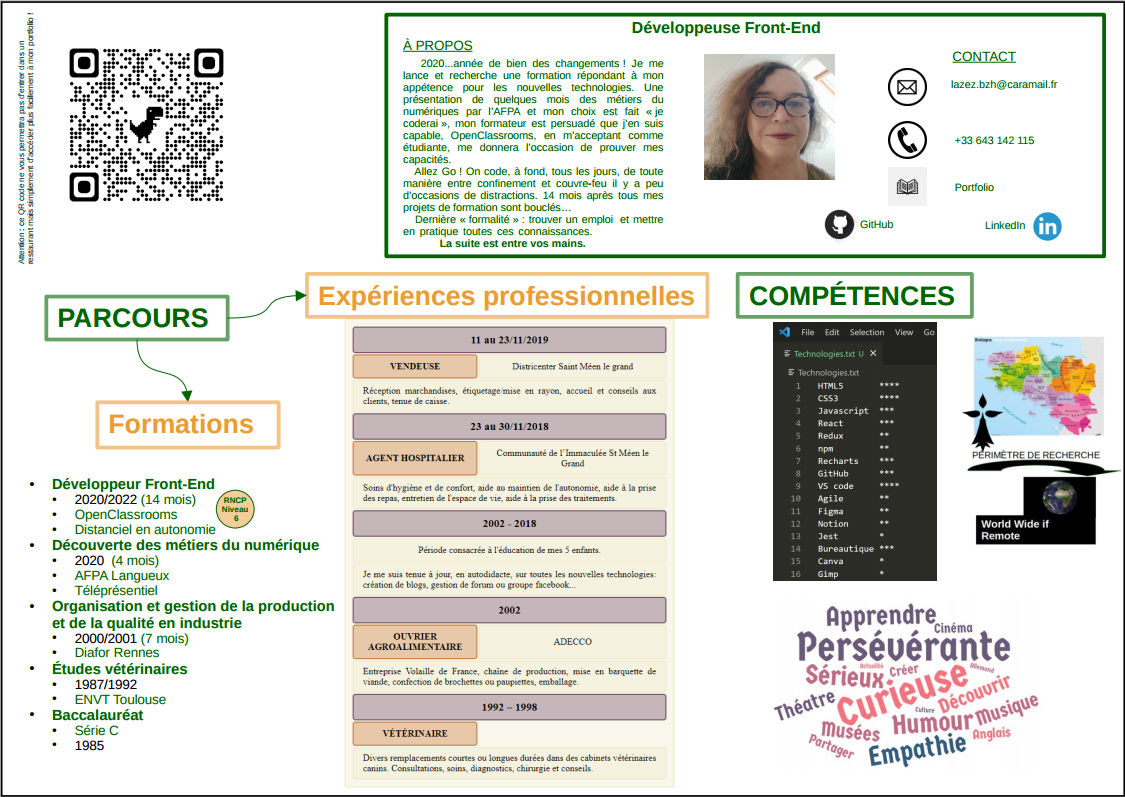 Attention : ce QR code ne vous permettra pas d'entrer dans un
restaurant mais simplement d'accéder plus facilement à mon portfolio !
Développeuse Front-End
À PROPOS
2020...année de bien des changements ! Je me
lance et recherche une formation répondant à mon
appétence pour les nouvelles technologies. Une
présentation de quelques mois des métiers du
numériques par l'AFPA et mon choix est fait « je
coderai », mon formateur est persuadé que j'en suis
capable, OpenClassrooms, en m'acceptant comme
étudiante, me donnera l'occasion de prouver mes
capacités.
Allez Go ! On code, à fond, tous les jours, de toute
manière entre confinement et couvre-feu il y a peu
d'occasions de distractions. 14 mois après tous mes
projets de formation sont bouclés…
Dernière « formalité » : trouver un emploi et mettre
en pratique toutes ces connaissances.
La suite est entre vos mains.
CONTACT
lazez.bzh@caramail.fr
+33 643 142 115
Portfolio
GitHub
LinkedIn
in
PARCOURS
Formations
Développeur Front-End
2020/2022 (14 mois)
OpenClassrooms
Distanciel en autonomie
RNCP
Niveau
6
Découverte des métiers du numérique
2020 (4 mois)
AFPA Langueux
Téléprésentiel
Organisation et gestion de la production
et de la qualité en industrie
2000/2001 (7 mois)
Diafor Rennes
Études vétérinaires
1987/1992
ENVT Toulouse
Baccalauréat
Série C
1985
Expériences professionnelles
11 au 23/11/2019
VENDEUSE
Districenter Saint Méen le grand
Réception marchandises, étiquetage/mise en rayon, accueil et conseils aux
clients, tenue de caisse.
23 au 30/11/2018
AGENT HOSPITALIER
Communauté de l'Immaculée St Méen le
Grand
Soins d'hygiène et de confort, aide au maintien de l'autonomie, aide à la prise
des repas, entretien de l'espace de vie, aide à la prise des traitements.
2002 - 2018
Période consacrée à l'éducation de mes 5 enfants.
Je me suis tenue à jour, en autodidacte, sur toutes les nouvelles technologies:
création de blogs, gestion de forum ou groupe facebook...
2002
OUVRIER
AGROALIMENTAIRE
ADECCO
Entreprise Volaille de France, chaîne de production, mise en barquette de
viande, confection de brochettes ou paupiettes, emballage.
1992 – 1998
VÉTÉRINAIRE
Divers remplacements courtes ou longues durées dans des cabinets vétérinaires
canins. Consultations, soins, diagnostics, chirurgie et conseils.
COMPÉTENCES
File Edit Selection View Go
Technologies.txt U X
Technologies.txt
1 HTML5 ****
2 CSS3 ****
3 Javascript ***
4 React ***
5 Redux **
6 npm **
7 Recharts ***
8 GitHub ***
9 VS code ****
10 Agile **
11 Figma **
12 Notion **
13 Jest *
14 Bureautique ***
15 Canva *
16 Gimp *
Bretagne
PÉRIMÈTRE DE RECHERCHE
World Wide if
Remote
Apprendre
Cinéma
Persévérante
Actualité
Sérieux
Créer
Allemand
Curieuse
Découvrir
Théatre
Culture
Musées
Humour
Musique
Partager
Empathie
Anglais